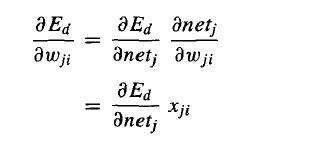 ∂E_d/∂w_ji = ∂E_d/∂net_j ∂net_j/∂w_ji
= ∂E_d/∂net_j x_ji